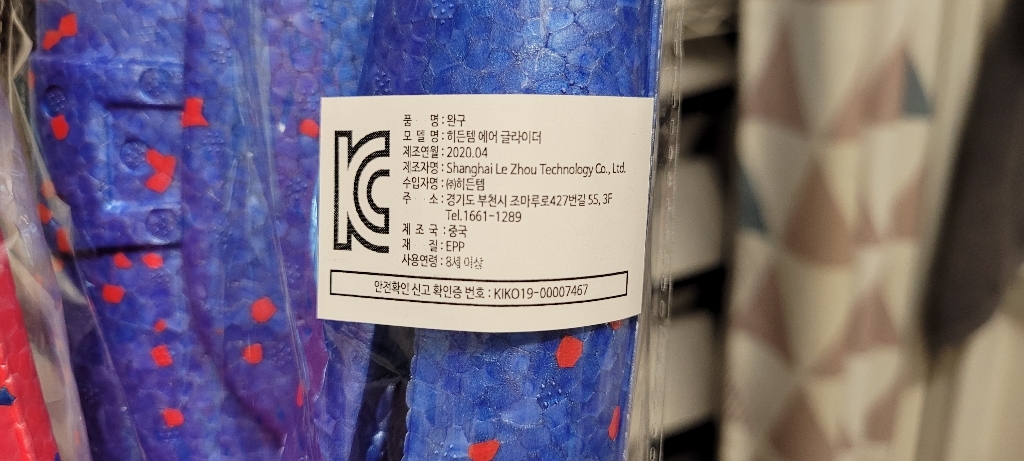 KC
품 명 : 완구
모 델 명 : 히든템 에어 글라이더
제조연월 : 2020.04
제조자명 : Shanghai Le Zhou Technology Co., Ltd.
수입자명 : ㈜히든템
주 소 : 경기도 부천시 조마루로427번길 55, 3F
Tel.1661-1289
제 조 국 : 중국
재 질 : EPP
사용연령 : 8세 이상
안전확인 신고 확인증 번호 : KIKO19-00007467